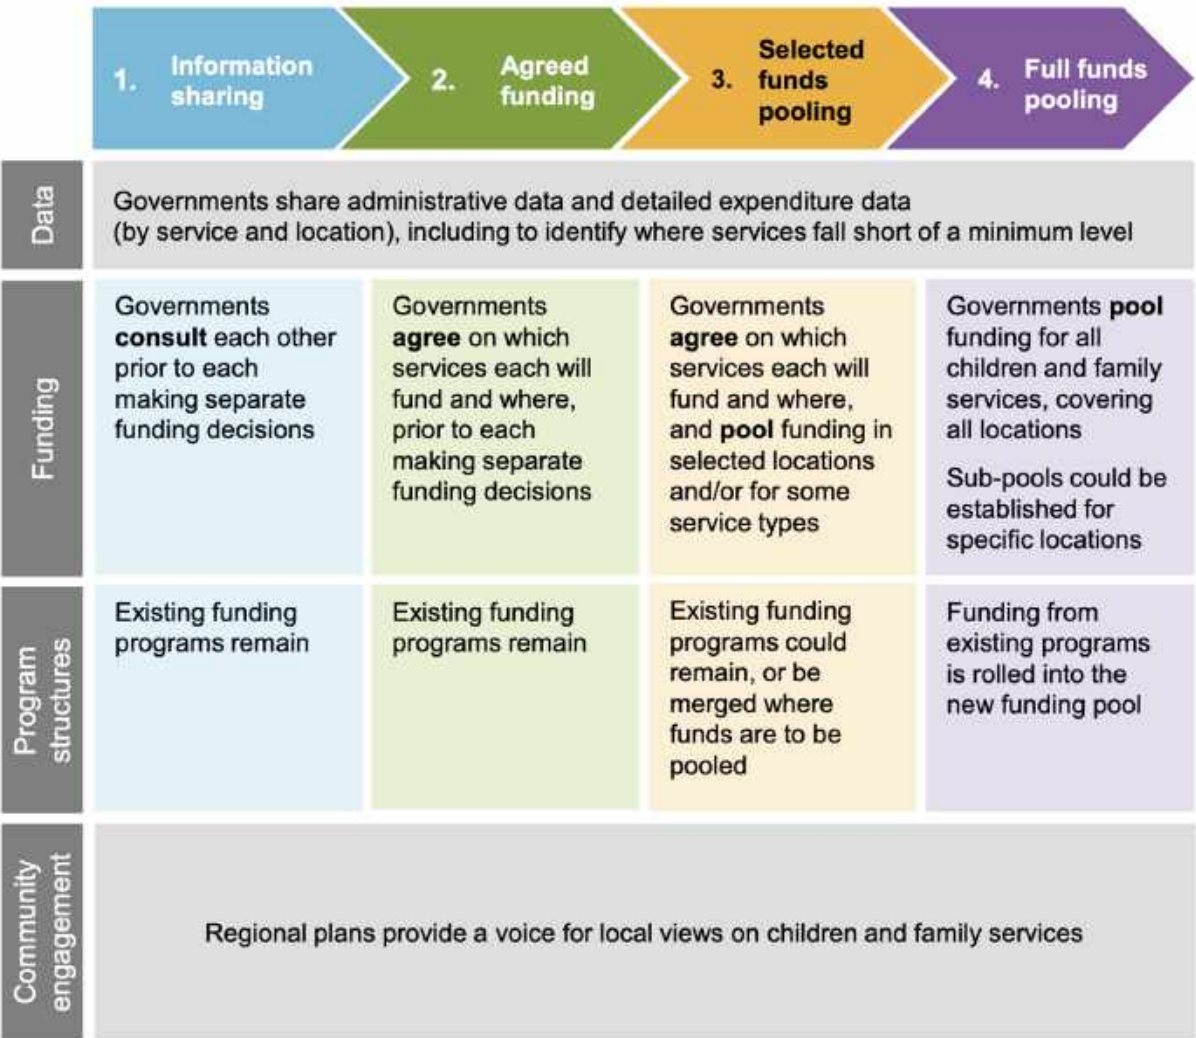 1. Information
sharing
2. Agreed
funding
3. Selected
funds
pooling
4. Full funds
pooling
Data
Governments share administrative data and detailed expenditure data
(by service and location), including to identify where services fall short of a minimum level
Funding
Governments
consult each other
prior to each
making separate
funding decisions
Governments
agree on which
services each will
fund and where,
prior to each
making separate
funding decisions
Governments
agree on which
services each will
fund and where,
and pool funding in
selected locations
and/or for some
service types
Governments pool
funding for all
children and family
services, covering
all locations
Sub-pools could be
established for
specific locations
Program
structures
Existing funding
programs remain
Existing funding
programs remain
Existing funding
programs could
remain, or be
merged where
funds are to be
pooled
Funding from
existing programs
is rolled into the
new funding pool
Community
engagement
Regional plans provide a voice for local views on children and family services